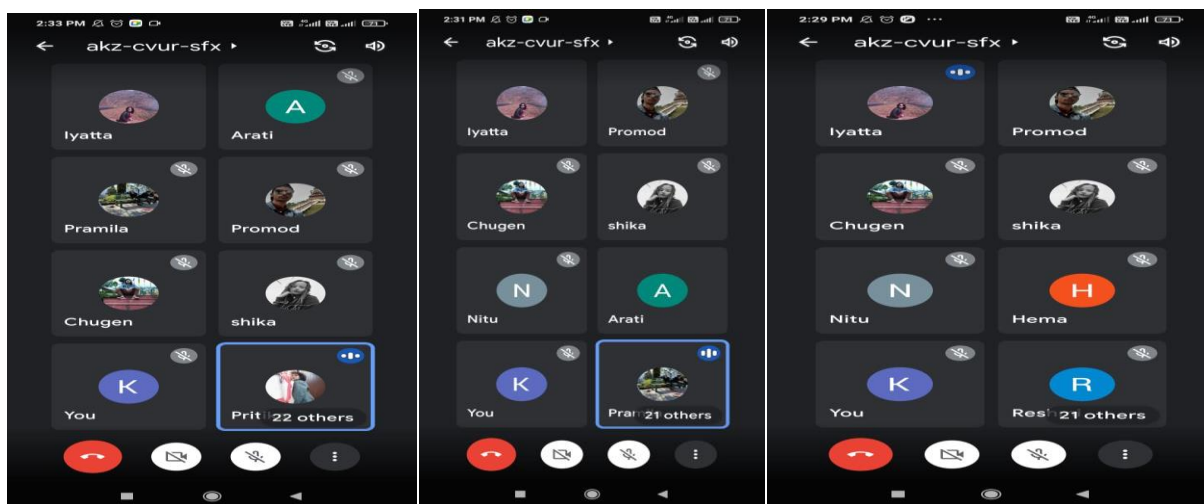 2:33 PM
akz-cvur-sfx
Iyatta
A
Arati
Pramila
Promod
Chugen
shika
K
You
22 others
2:31 PM
akz-cvur-sfx
Iyatta
Promod
Chugen
shika
N
Nitu
A
Arati
K
You
21 others
2:29 PM
akz-cvur-sfx
Iyatta
Promod
Chugen
shika
N
Nitu
H
Hema
K
You
R
21 others